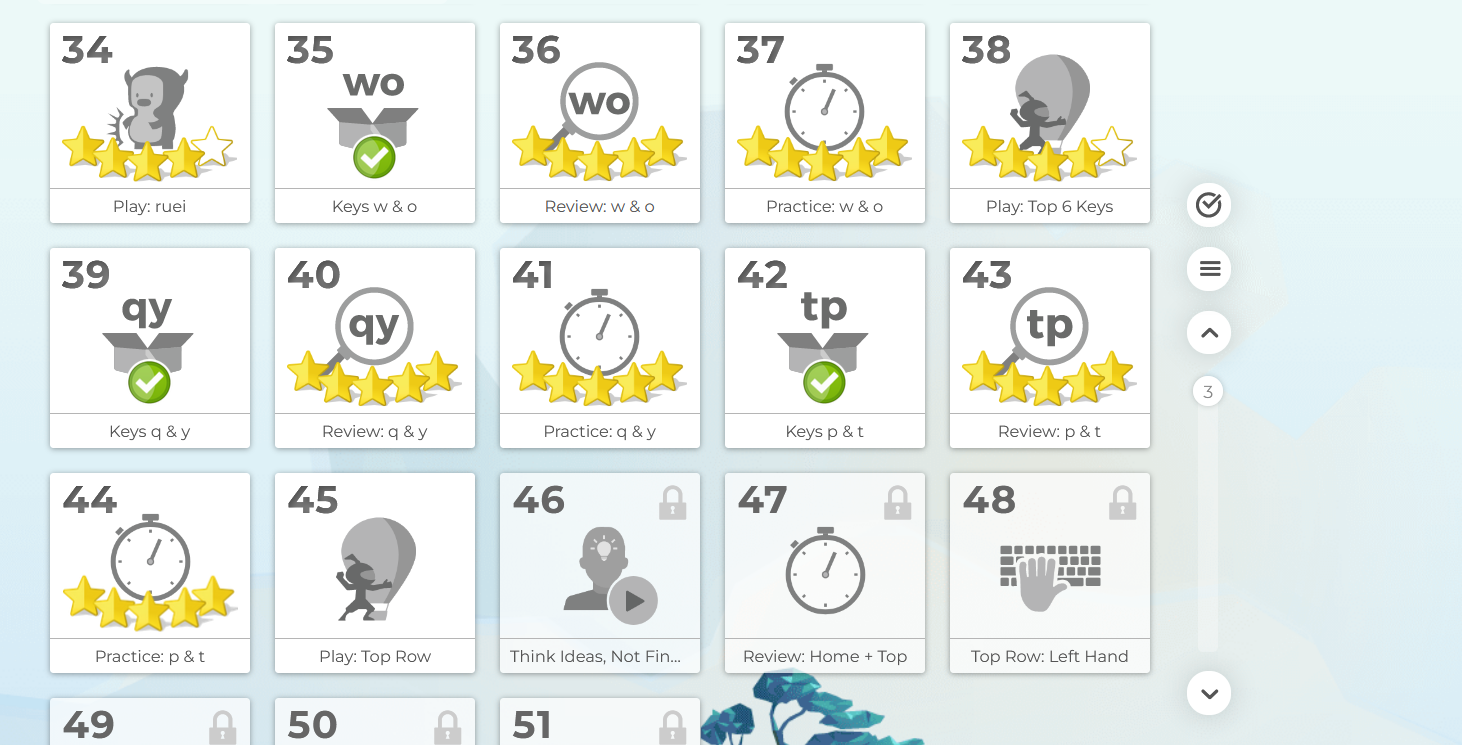 34
Play: ruei
35
wo
Keys w & o
36
wo
Review: w & o
37
Practice: w & o
38
Play: Top 6 Keys
39
qy
Keys q & y
40
qy
Review: q & y
41
Practice: q & y
42
tp
Keys p & t
43
tp
Review: p & t
3
44
Practice: p & t
45
Play: Top Row
46
Think Ideas, Not Fin...
47
Review: Home + Top
48
Top Row: Left Hand
49
50
51